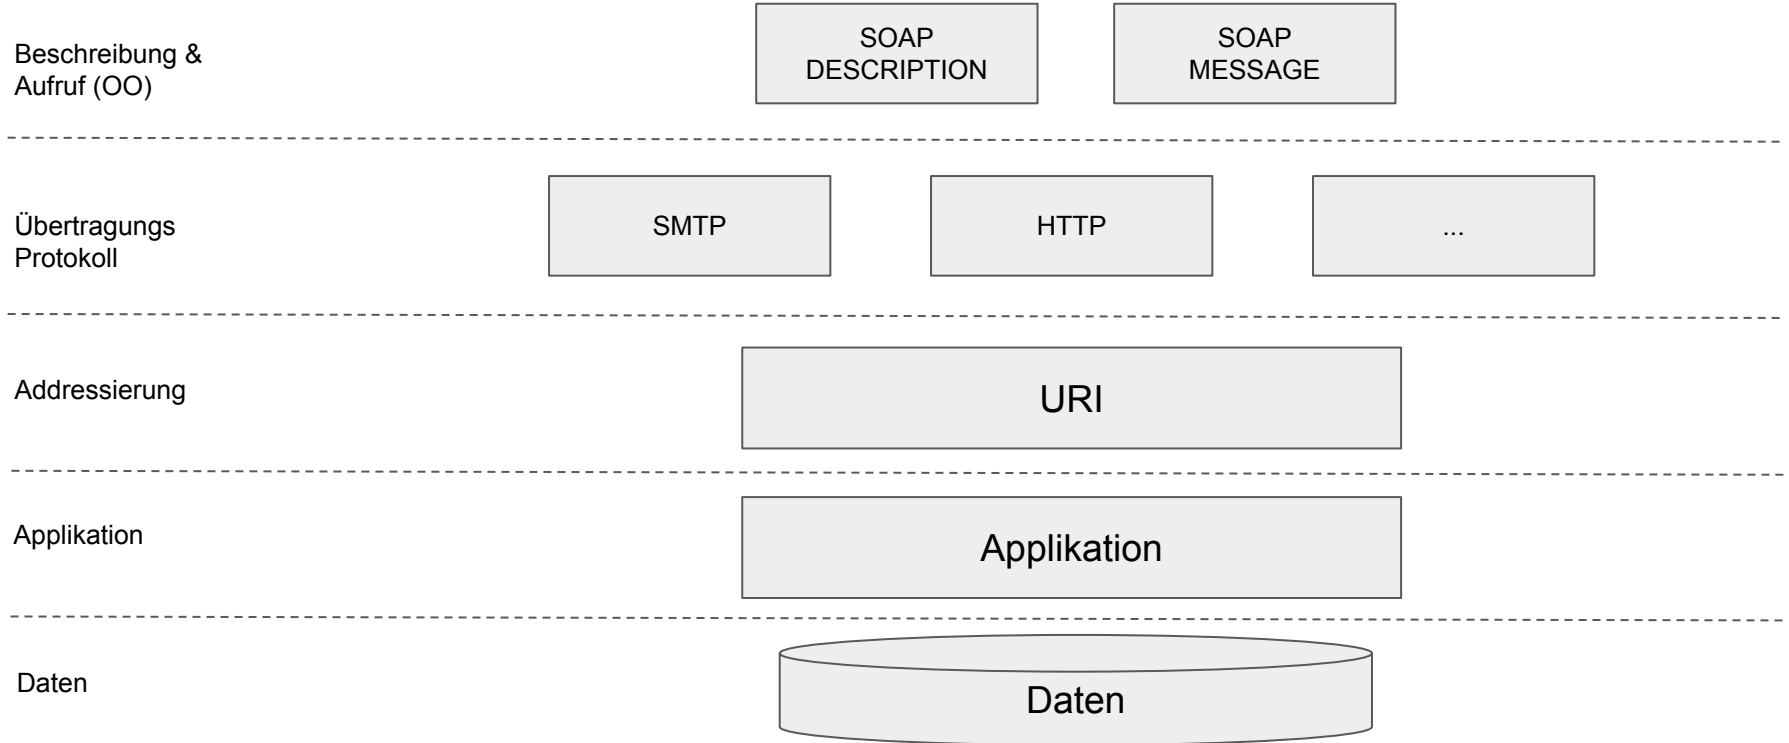 Beschreibung &
Aufruf (OO)
SOAP
DESCRIPTION
SOAP
MESSAGE
Übertragungs
Protokoll
SMTP
HTTP
...
Addressierung
URI
Applikation
Applikation
Daten
Daten